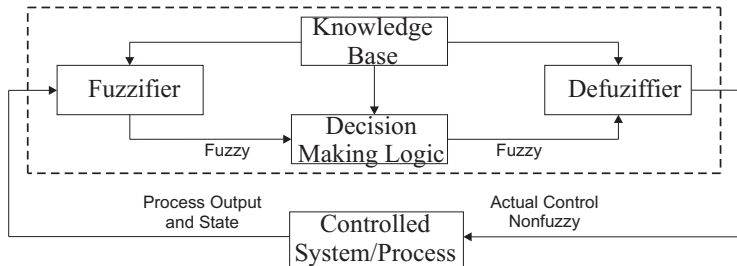 Knowledge
Base
Fuzzifier
Defuziffier
Decision
Making Logic
Fuzzy
Fuzzy
Process Output
and State
Actual Control
Nonfuzzy
Controlled
System/Process